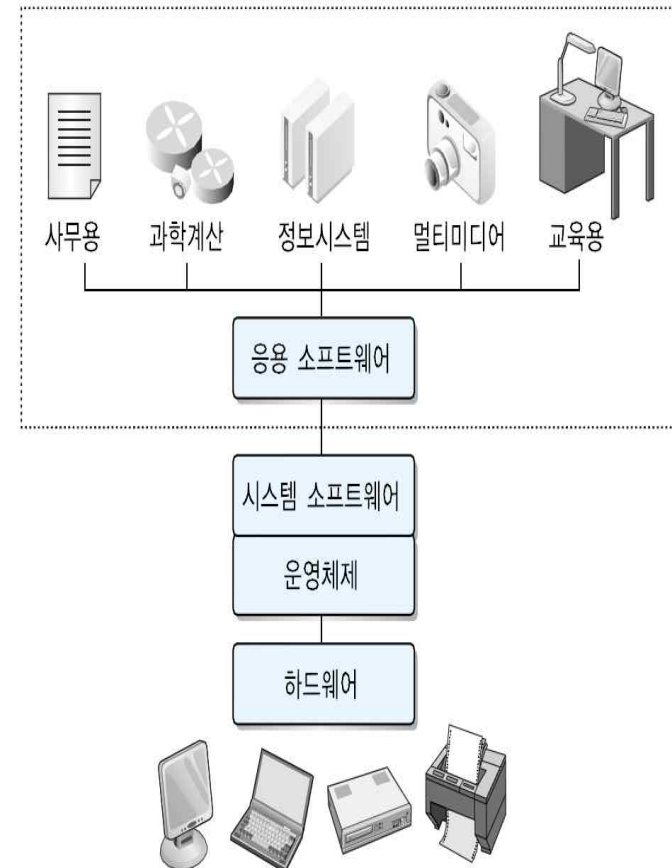 사무용 과학계산 정보시스템 멀티미디어 교육용
응용 소프트웨어
시스템 소프트웨어
운영체제
하드웨어